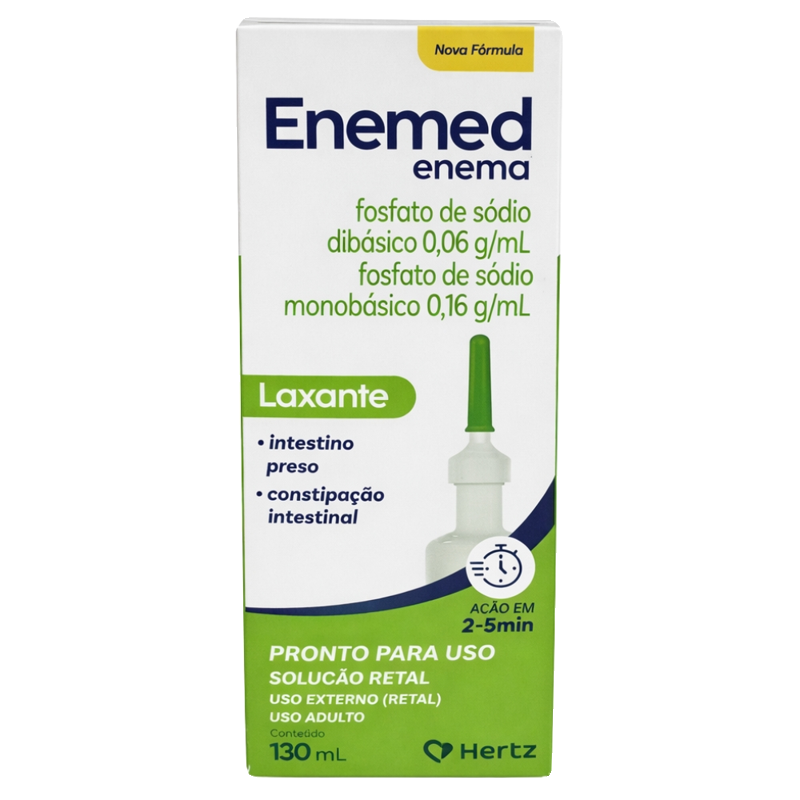 Nova Fórmula
Enemed
enema
fosfato de sódio
dibásico 0,06 g/mL
fosfato de sódio
monobásico 0,16 g/mL
Laxante
• intestino
preso
• constipação
intestinal
ACÃO EM
2-5min
PRONTO PARA USO
SOLUCÃO RETAL
USO EXTERNO (RETAL)
USO ADULTO
Conteúdo
130 mL
Hertz